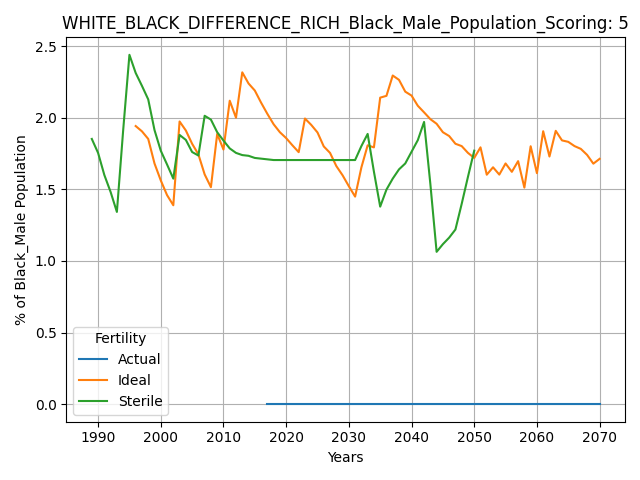 WHITE_BLACK_DIFFERENCE_RICH_Black_Male_Population_Scoring: 5
% of Black_Male Population
2.5
2.0
1.5
1.0
0.5
0.0
Fertility
Actual
Ideal
Sterile
1990 2000 2010 2020 2030 2040 2050 2060 2070
Years